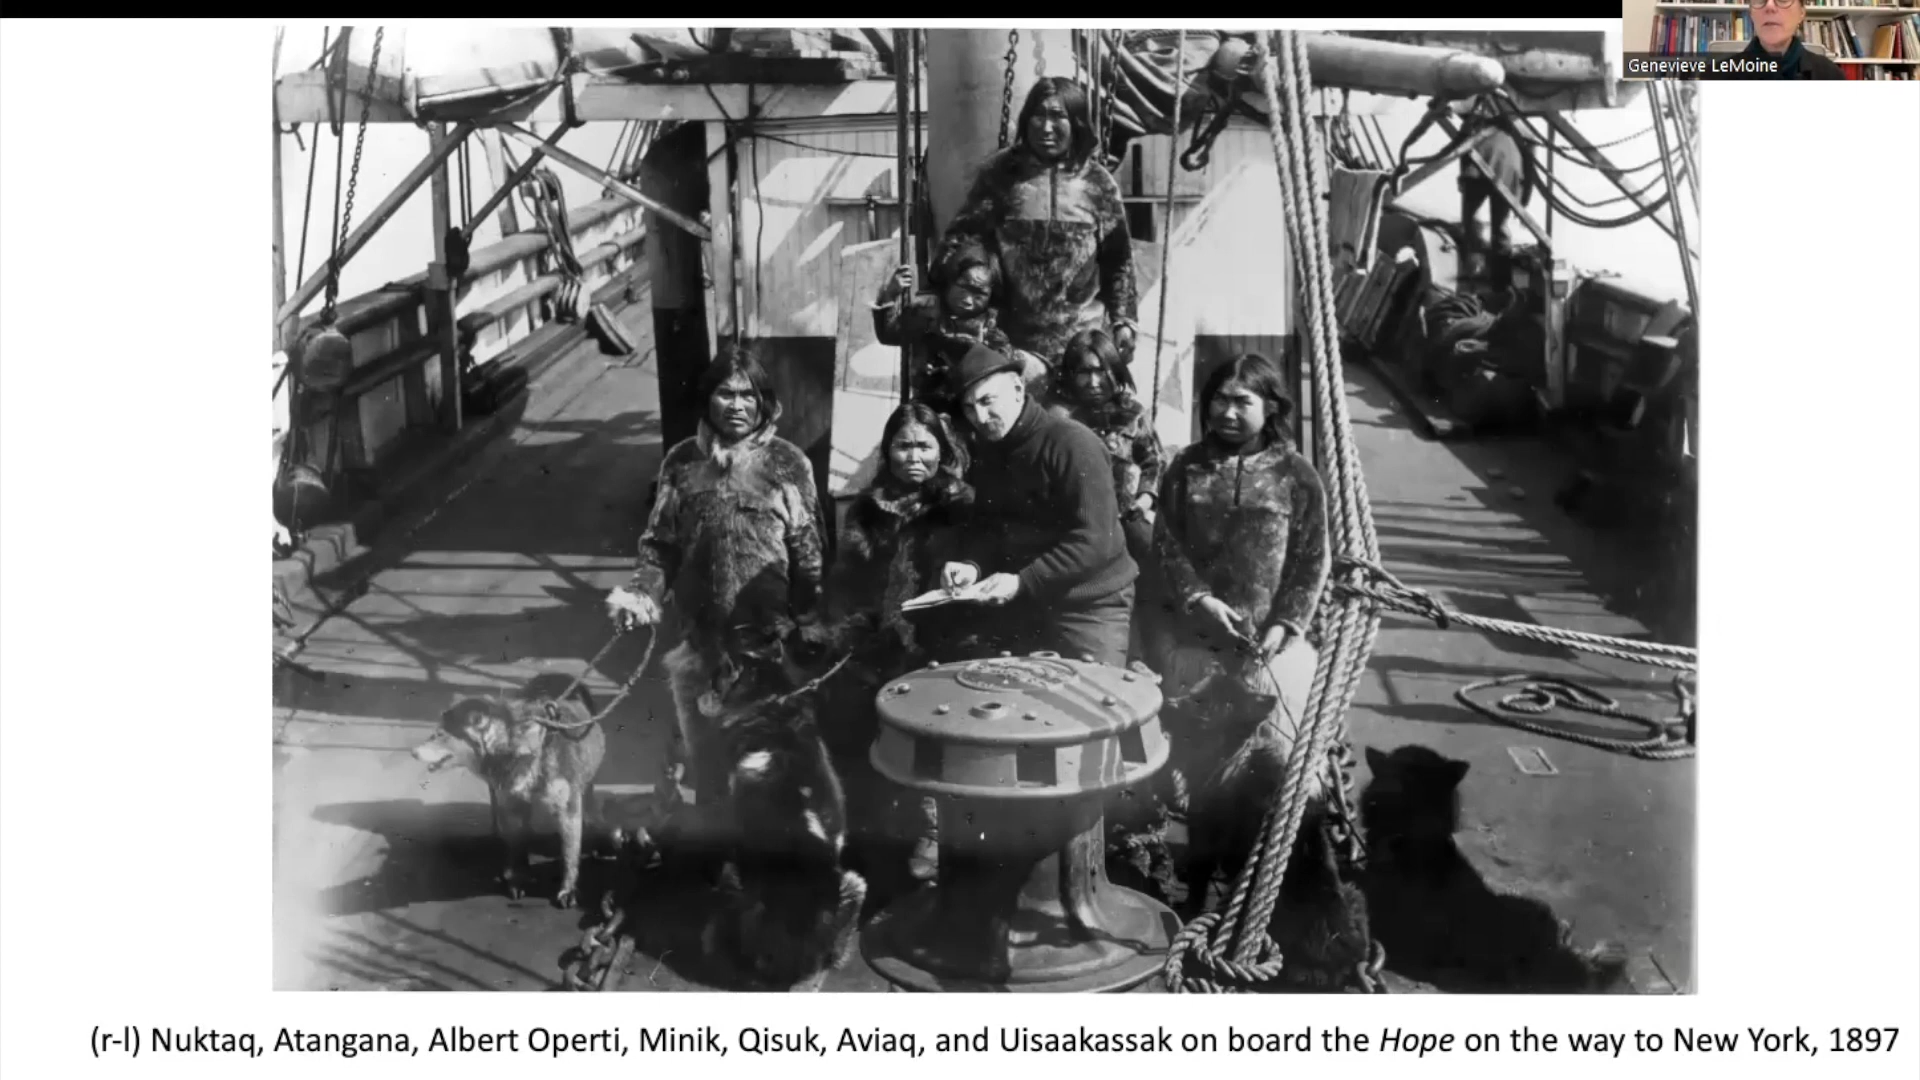 Genevieve LeMoine
(r-l) Nuktaq, Atangana, Albert Operti, Minik, Qisuk, Aviaq, and Uisaakassak on board the Hope on the way to New York, 1897